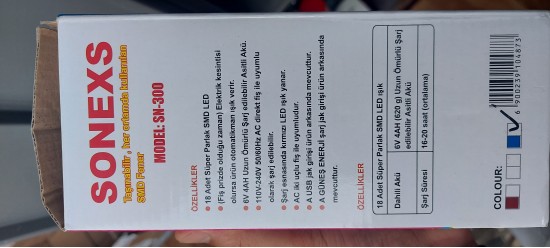 SONEXS
Taşınabilir, her ortamda kullanılan
SMD Fener
MODEL: SN-300
ÖZELLİKLER
18 Adet Süper Parlak SMD LED
(Fiş prizde olduğu zaman) Elektrik kesintisi
olursa ürün otomatikman ışık verir.
6V 4AH Uzun Ömürlü Şarj edilebilir Asitli Akü.
110V-240V 50/60Hz AC direkt fiş ile uyumlu
olarak şarj edilebilir.
Şarj esnasında kırmızı LED ışık yanar.
AC iki uçlu fiş ile uyumludur.
A USB jak girişi ürün arkasında mevcuttur.
A GÜNEŞ ENERJİ şarj jak girişi ürün arkasında
mevcuttur.
ÖZELLİKLER
18 Adet Süper Parlak SMD LED ışık
Dahili Akü
6V 4AH (620 g) Uzun Ömürlü Şarj
edilebilir Asitli Akü
Şarj Süresi
16-20 saat (ortalama)
COLOUR:
6900239104673